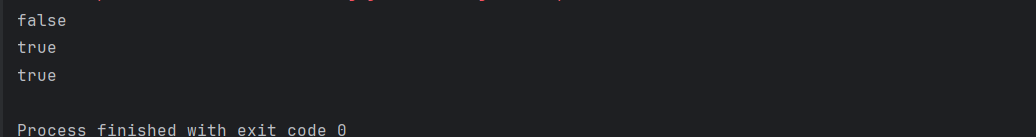 false
true
true
Process finished with exit code 0